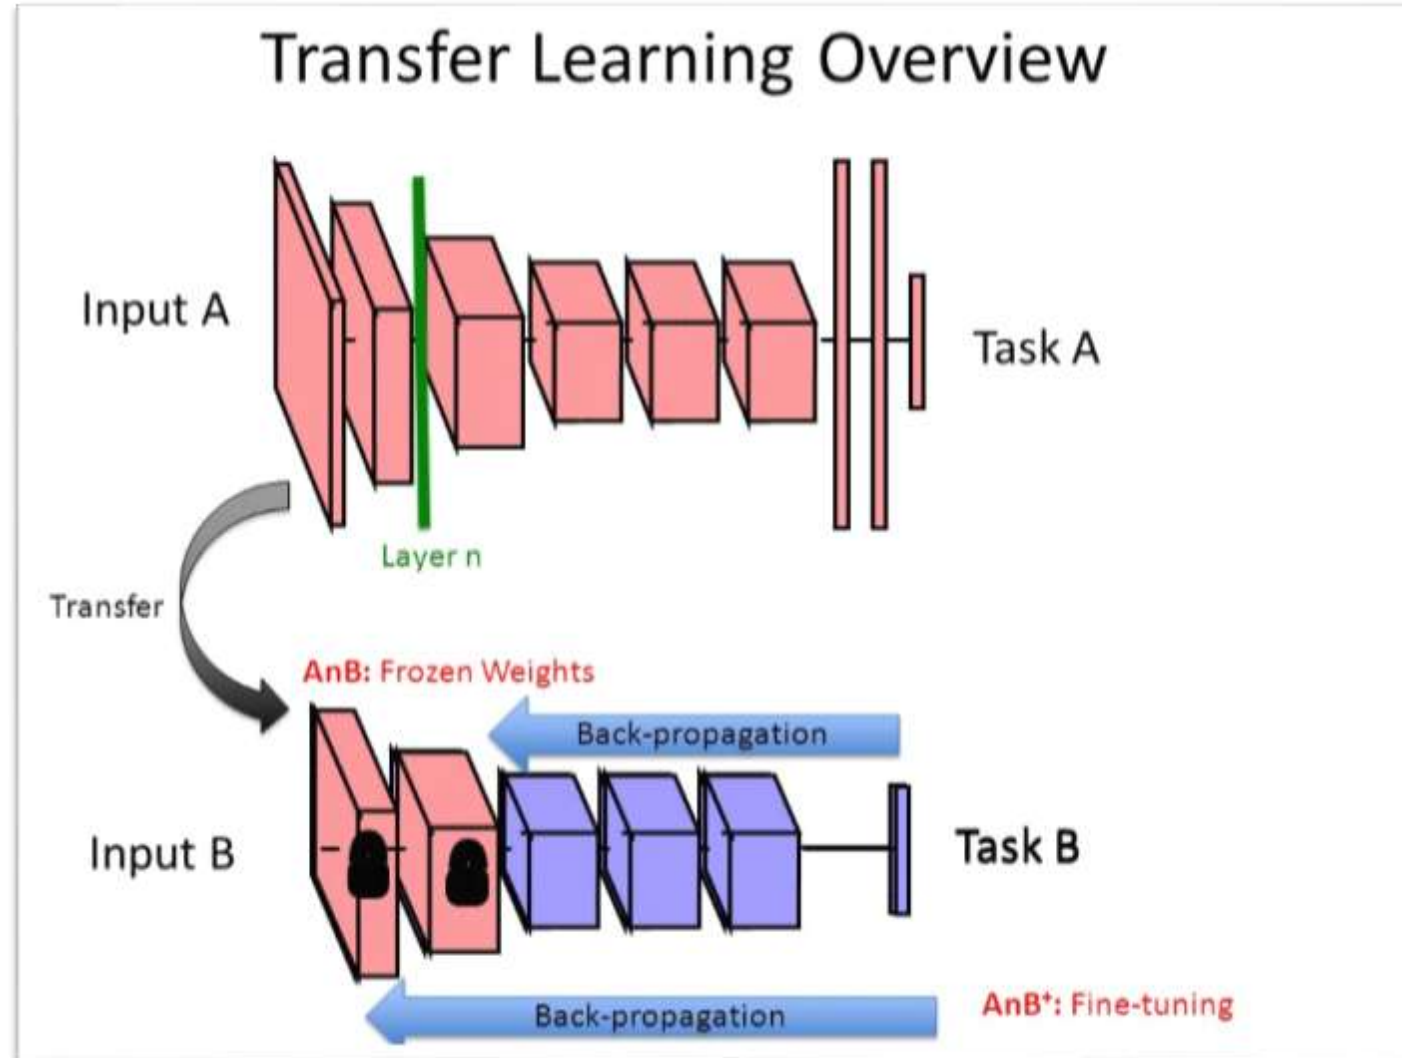 Transfer Learning Overview
Input A
Task A
Layer n
Transfer
AnB: Frozen Weights
Back-propagation
Input B
Task B
Back-propagation
AnB⁺: Fine-tuning